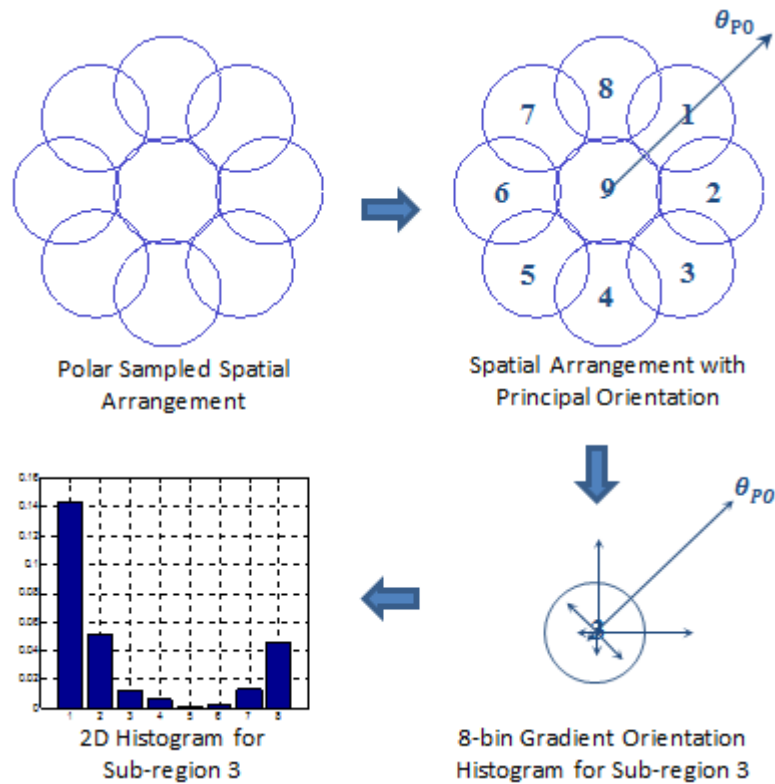 θPO
8
7
1
6
9
2
5
3
4
Polar Sampled Spatial
Arrangement
Spatial Arrangement with
Principal Orientation
0.16
0.14
0.12
0.1
0.08
0.06
0.04
0.02
0
1 2 3 4 5 6 7 8
θPO
2D Histogram for
Sub-region 3
8-bin Gradient Orientation
Histogram for Sub-region 3